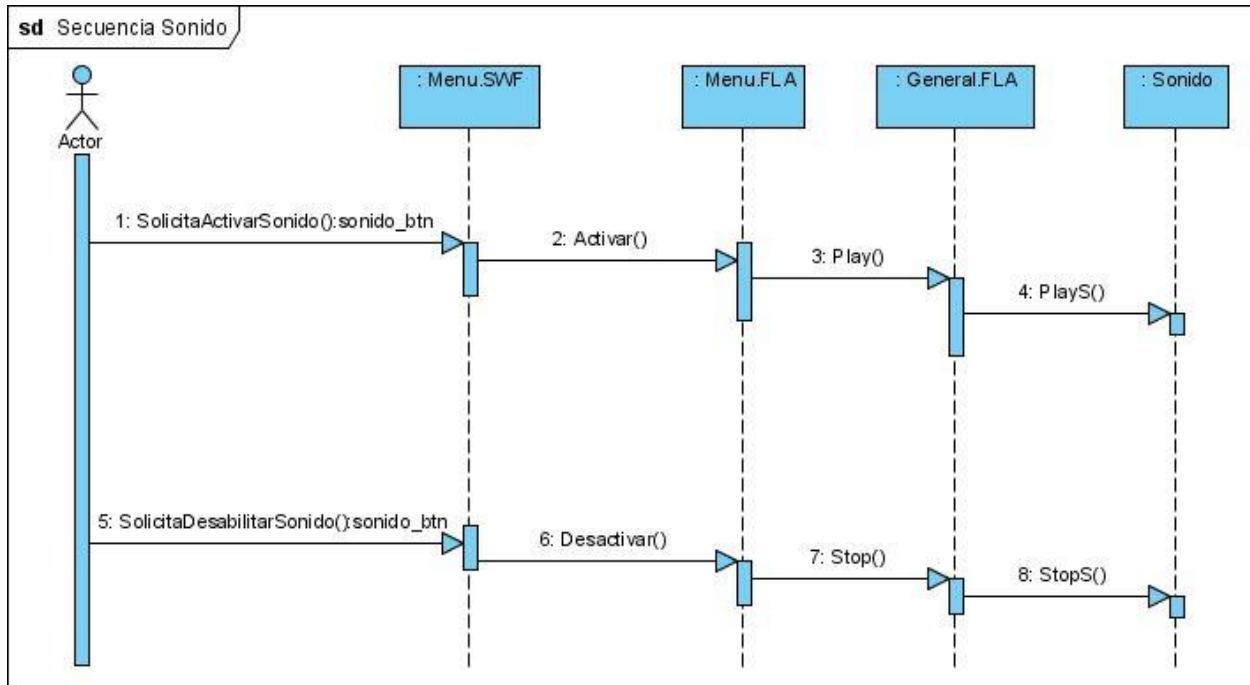 sd Secuencia Sonido
: Menu.SWF
: Menu.FLA
: General.FLA
: Sonido
Actor
1: SolicitaActivarSonido():sonido_btn
2: Activar()
3: Play()
4: PlayS()
5: SolicitaDesabilitarSonido():sonido_btn
6: Desactivar()
7: Stop()
8: StopS()